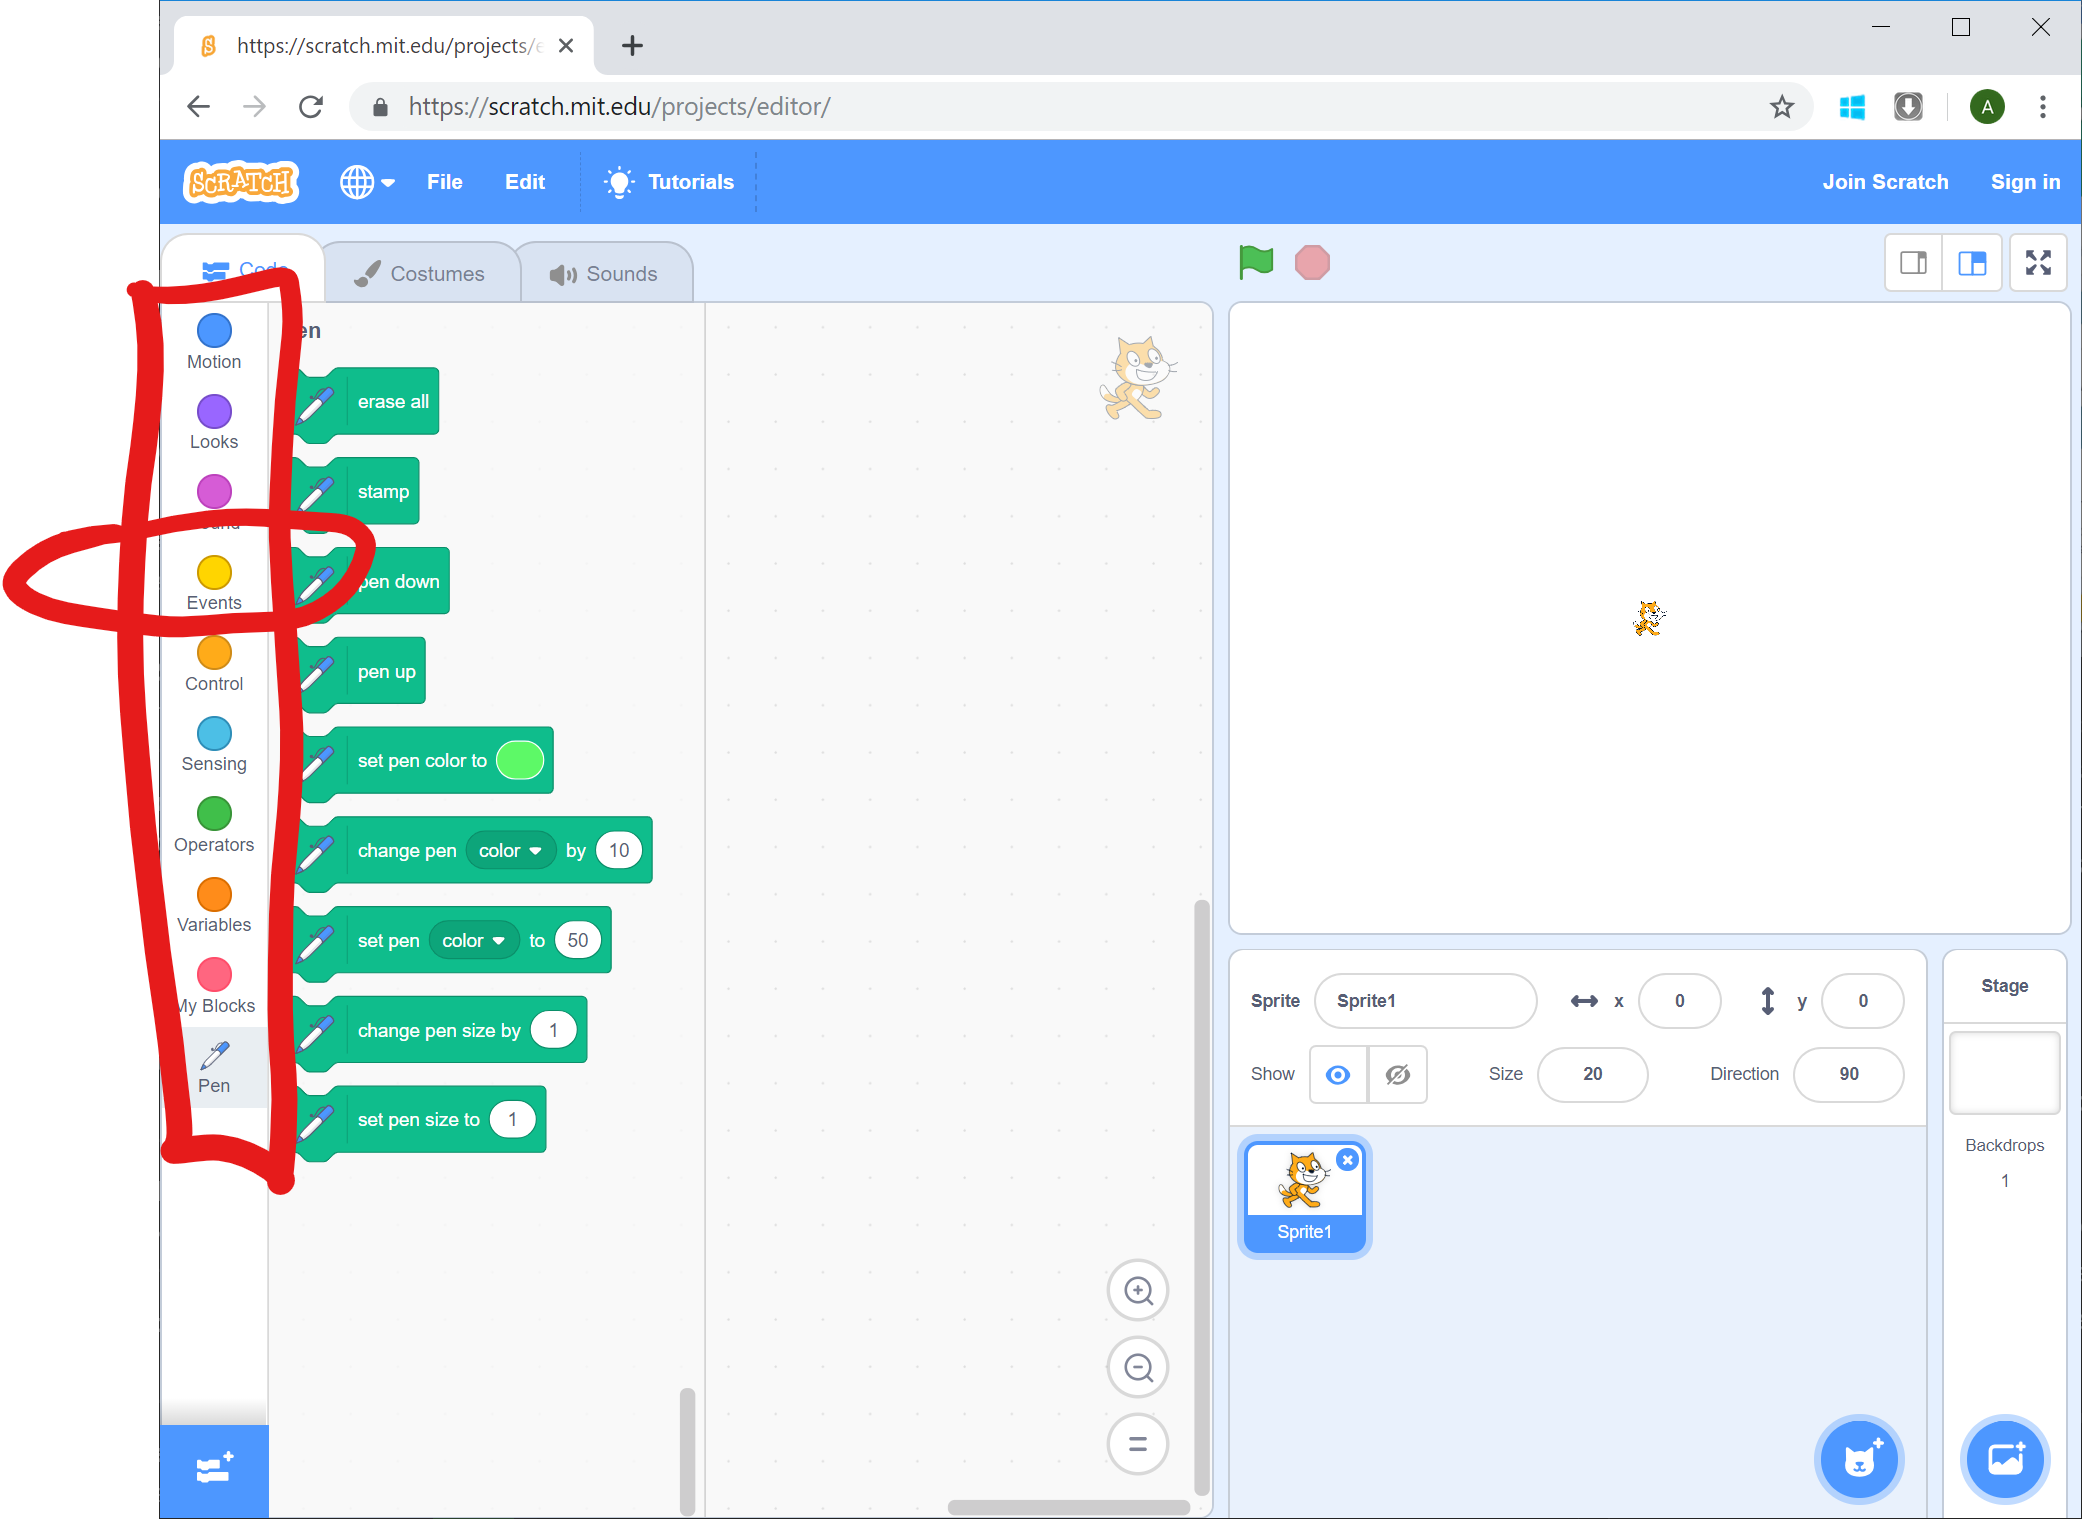 https://scratch.mit.edu/projects/e
https://scratch.mit.edu/projects/editor/
A
SCRATCH
File
Edit
Tutorials
Join Scratch
Sign in
Code
Costumes
Sounds
Motion
Looks
Events
Control
Sensing
Operators
Variables
My Blocks
Pen
en
erase all
stamp
pen down
pen up
set pen color to
change pen color by 10
set pen color to 50
change pen size by 1
set pen size to 1
Sprite Sprite1 x 0 y 0
Show Size 20 Direction 90
Sprite1
Stage
Backdrops
1